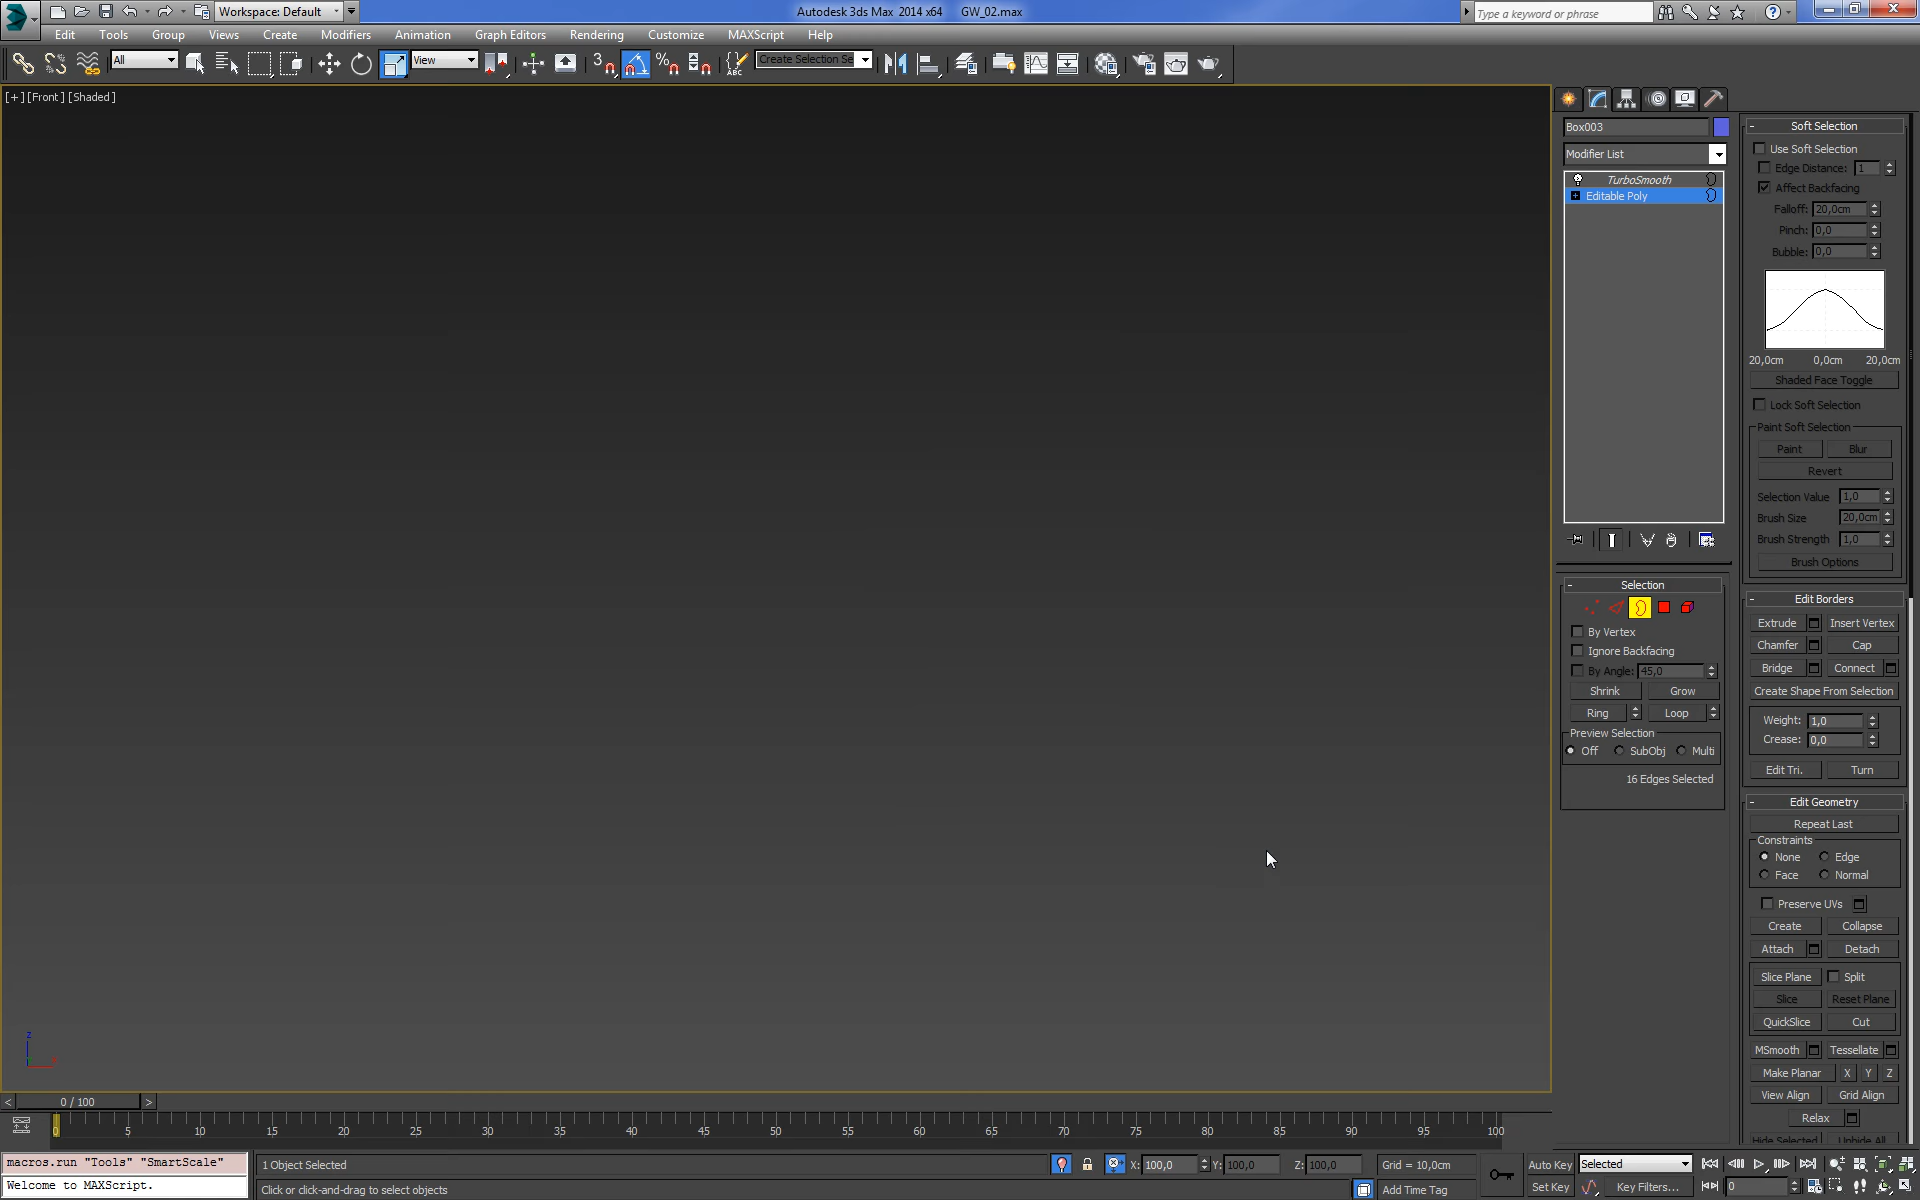 Workspace: Default
Autodesk 3ds Max 2014 x64 GW_02.max
Type a keyword or phrase
Edit Tools Group Views Create Modifiers Animation Graph Editors Rendering Customize MAXScript Help
All
View
3
ABC
Create Selection Se
[+] [Front] [Shaded]
Box003
Modifier List
TurboSmooth
Editable Poly
Selection
By Vertex
Ignore Backfacing
By Angle: 45,0
Shrink Grow
Ring Loop
Preview Selection
Off SubObj Multi
16 Edges Selected
Soft Selection
Use Soft Selection
Edge Distance: 1
Affect Backfacing
Falloff: 20,0cm
Pinch: 0,0
Bubble: 0,0
20,0cm 0,0cm 20,0cm
Shaded Face Toggle
Lock Soft Selection
Paint Soft Selection
Paint Blur
Revert
Selection Value 1,0
Brush Size 20,0cm
Brush Strength 1,0
Brush Options
Edit Borders
Extrude Insert Vertex
Chamfer Cap
Bridge Connect
Create Shape From Selection
Weight: 1,0
Crease: 0,0
Edit Tri. Turn
Edit Geometry
Repeat Last
Constraints
None Edge
Face Normal
Preserve UVs
Create Collapse
Attach Detach
Slice Plane Split
Slice Reset Plane
QuickSlice Cut
MSmooth Tessellate
Make Planar X Y Z
View Align Grid Align
Relax
Hide Selected Unhide All
z
< 0 / 100 >
0 5 10 15 20 25 30 35 40 45 50 55 60 65 70 75 80 85 90 95 100
macros.run "Tools" "SmartScale"
Welcome to MAXScript.
1 Object Selected
Click or click-and-drag to select objects
X: 100,0 Y: 100,0 Z: 100,0
Grid = 10,0cm
Add Time Tag
Auto Key Selected
Set Key Key Filters...
0